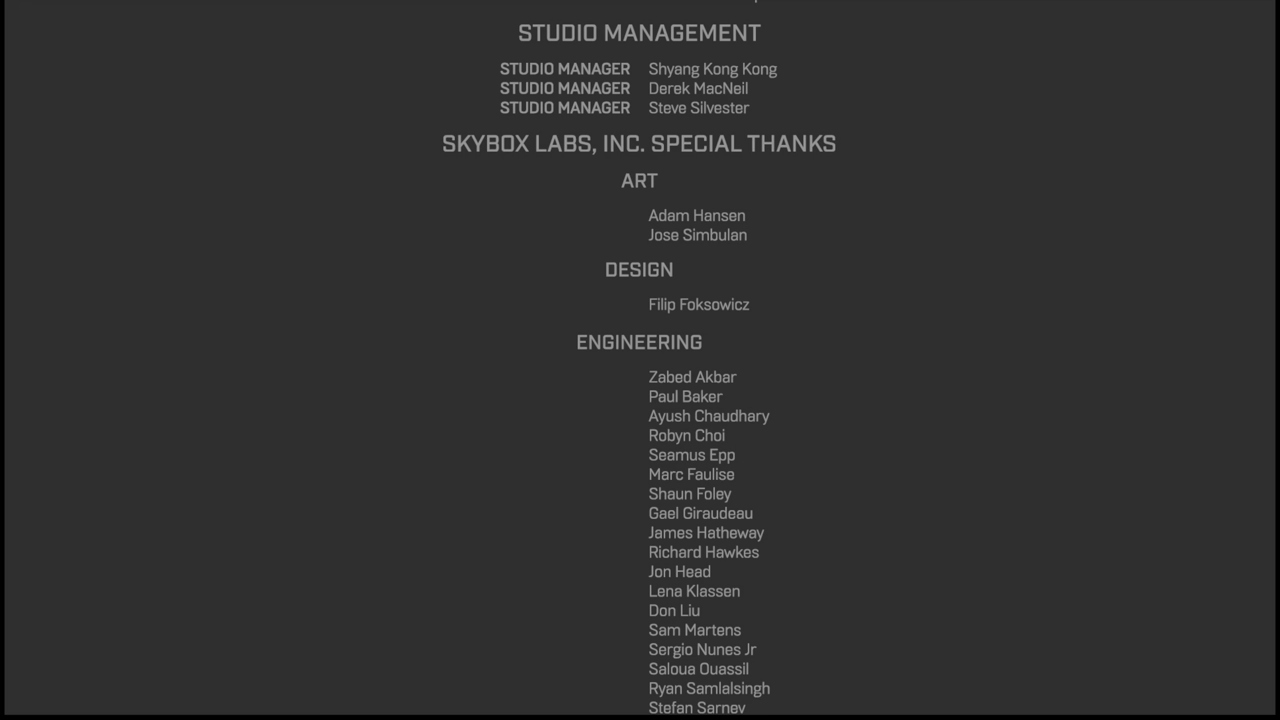 STUDIO MANAGEMENT
STUDIO MANAGER Shyang Kong Kong
STUDIO MANAGER Derek MacNeil
STUDIO MANAGER Steve Silvester
SKYBOX LABS, INC. SPECIAL THANKS
ART
Adam Hansen
Jose Simbulan
DESIGN
Filip Foksowicz
ENGINEERING
Zabed Akbar
Paul Baker
Ayush Chaudhary
Robyn Choi
Seamus Epp
Marc Faulise
Shaun Foley
Gael Giraudeau
James Hatheway
Richard Hawkes
Jon Head
Lena Klassen
Don Liu
Sam Martens
Sergio Nunes Jr
Saloua Ouassil
Ryan Samlalsingh
Stefan Sarnev